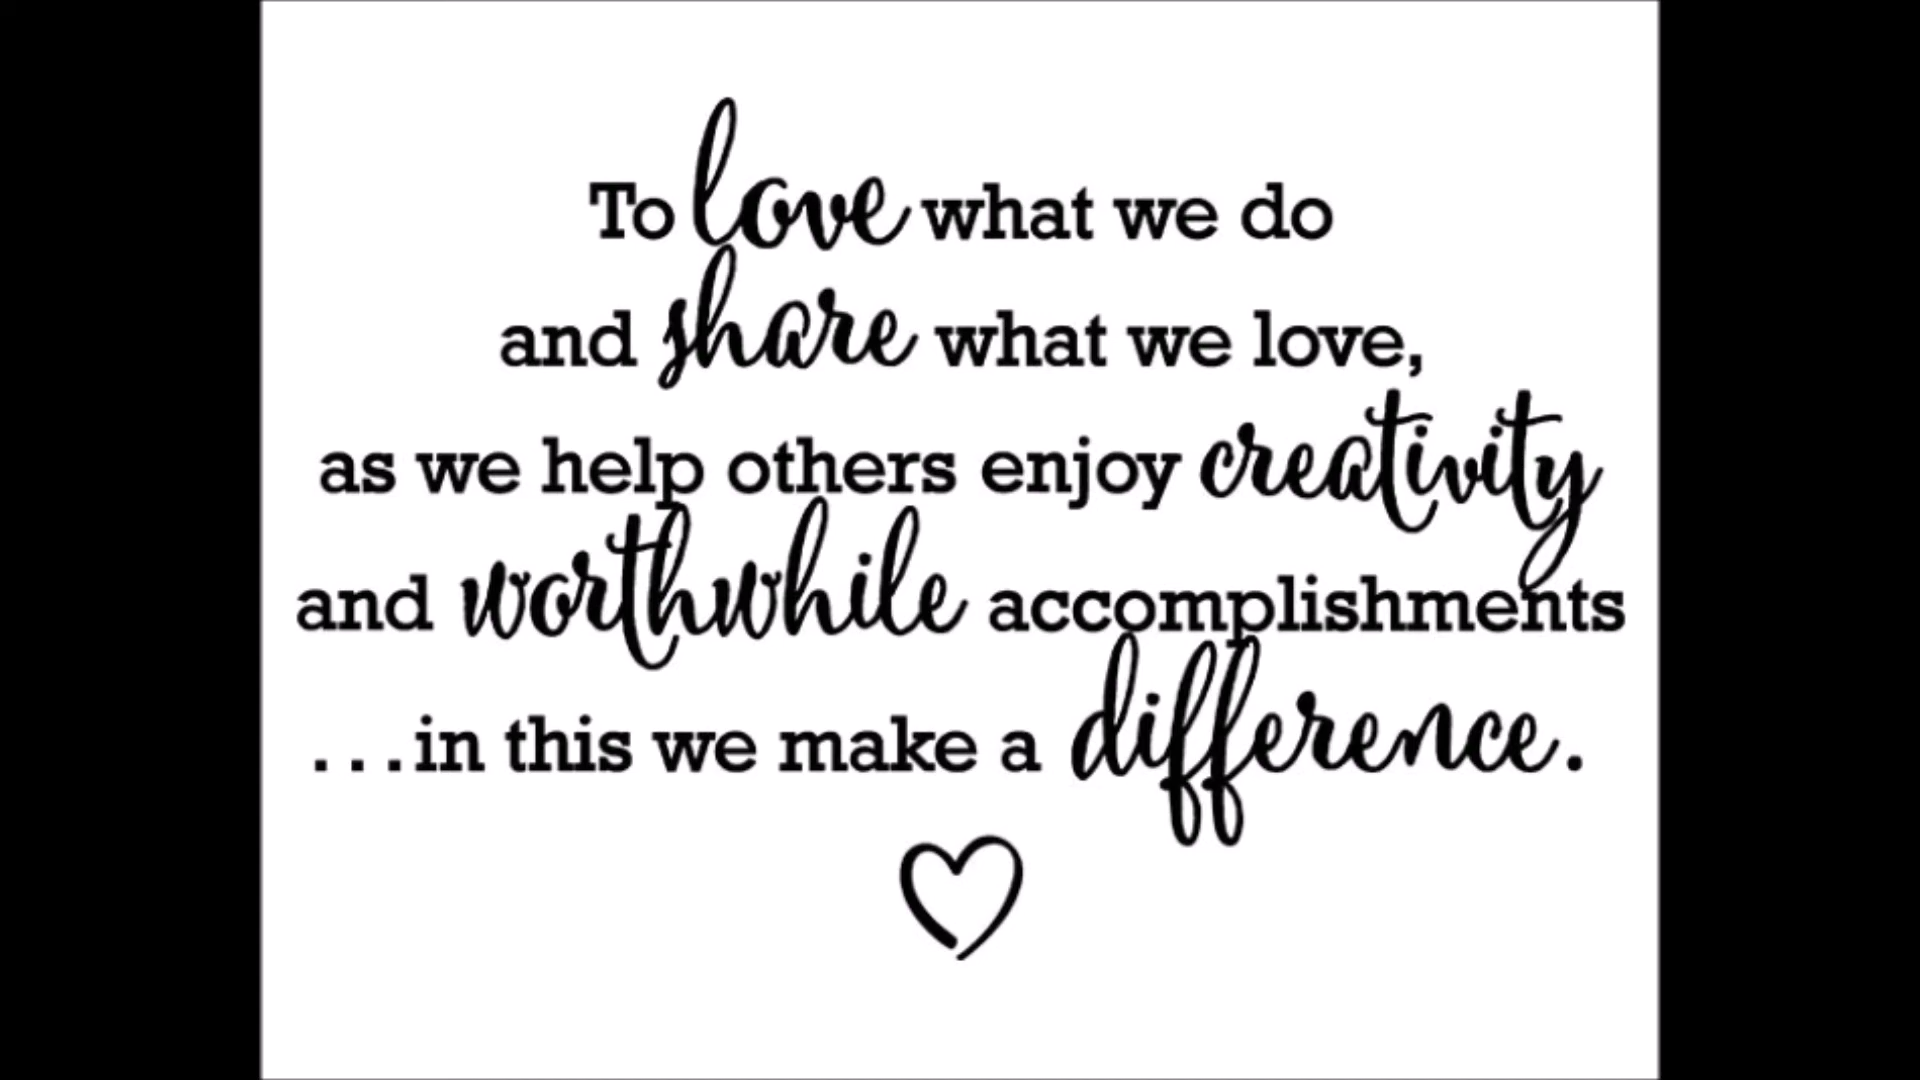 To love what we do
and share what we love,
as we help others enjoy creativity
and worthwhile accomplishments
...in this we make a difference.